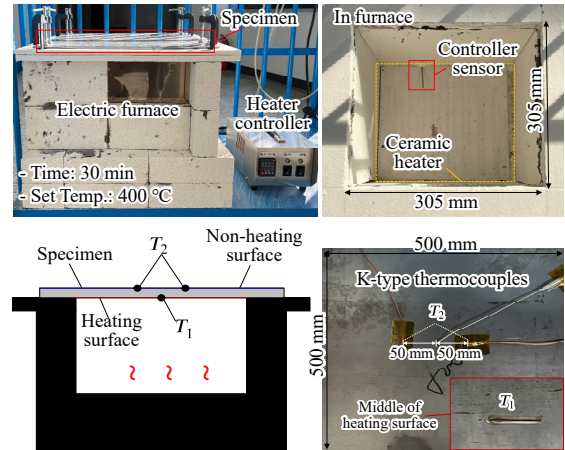 Specimen
Electric furnace
Heater
controller
- Time: 30 min
- Set Temp.: 400 ℃
In furnace
Controller
sensor
305 mm
Ceramic
heater
305 mm
T2
Specimen
Non-heating
surface
Heating
surface
T1
500 mm
K-type thermocouples
T2
50 mm
50 mm
500 mm
T1
Middle of
heating surface